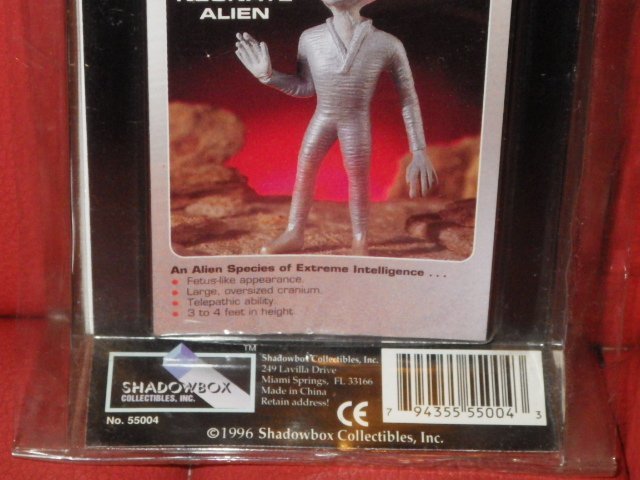 ALIEN
An Alien Species of Extreme Intelligence . . .
• Fetus-like appearance.
• Large, oversized cranium.
• Telepathic ability.
• 3 to 4 feet in height.
SHADOWBOX
COLLECTIBLES, INC.
TM
No. 55004
Shadowbox Collectibles, Inc.
249 Lavilla Drive
Miami Springs, FL 33166
Made in China
Retain address!
CE
7 94355 55004 3
©1996 Shadowbox Collectibles, Inc.